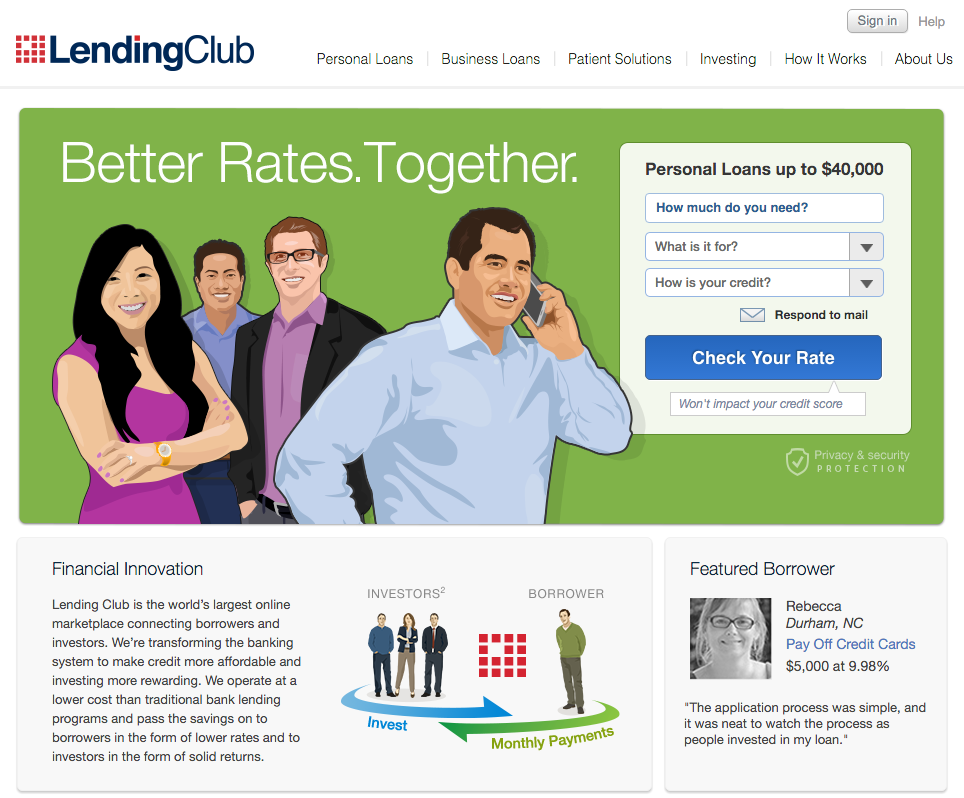 Sign in Help
LendingClub
Personal Loans Business Loans Patient Solutions Investing How It Works About Us
Better Rates.Together.
Personal Loans up to $40,000
How much do you need?
What is it for?
How is your credit?
Respond to mail
Check Your Rate
Won't impact your credit score
Privacy & security
PROTECTION
Financial Innovation
Lending Club is the world's largest online
marketplace connecting borrowers and
investors. We're transforming the banking
system to make credit more affordable and
investing more rewarding. We operate at a
lower cost than traditional bank lending
programs and pass the savings on to
borrowers in the form of lower rates and to
investors in the form of solid returns.
INVESTORS2 BORROWER
Invest
Monthly Payments
Featured Borrower
Rebecca
Durham, NC
Pay Off Credit Cards
$5,000 at 9.98%
"The application process was simple, and
it was neat to watch the process as
people invested in my loan."